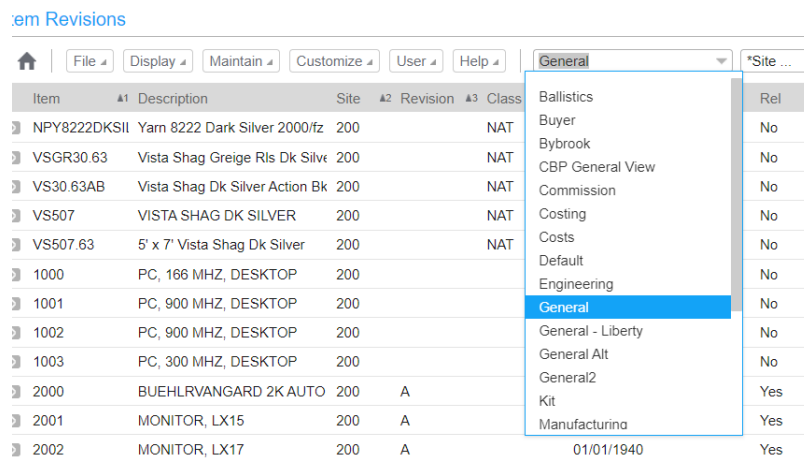 tem Revisions
File Display Maintain Customize User Help General *Site ...
Item 1 Description Site 2 Revision 3 Class Rel
NPY8222DKSIL Yarn 8222 Dark Silver 2000/fz 200 NAT No
VSGR30.63 Vista Shag Greige Rls Dk Silve 200 NAT No
VS30.63AB Vista Shag Dk Silver Action Bk 200 NAT No
VS507 VISTA SHAG DK SILVER 200 NAT No
VS507.63 5' x 7' Vista Shag Dk Silver 200 NAT No
1000 PC, 166 MHZ, DESKTOP 200 No
1001 PC, 900 MHZ, DESKTOP 200 No
1002 PC, 900 MHZ, DESKTOP 200 No
1003 PC, 300 MHZ, DESKTOP 200 No
2000 BUEHLRVANGARD 2K AUTO 200 A Yes
2001 MONITOR, LX15 200 A Yes
2002 MONITOR, LX17 200 A 01/01/1940 Yes
Ballistics
Buyer
Bybrook
CBP General View
Commission
Costing
Costs
Default
Engineering
General
General - Liberty
General Alt
General2
Kit
Manufacturing